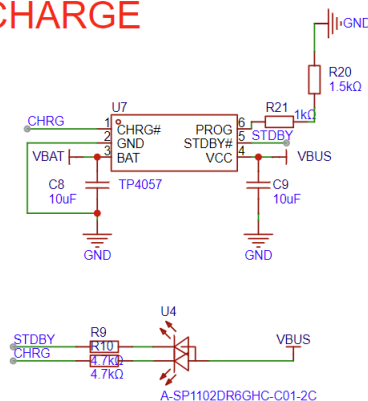 CHARGE
GND
R20
1.5kΩ
U7
R21
1kΩ
CHRG
1
CHRG#
PROG
6
STDBY
2
GND
STDBY#
5
VBAT
3
BAT
VCC
4
VBUS
C8
10uF
TP4057
C9
10uF
GND
GND
U4
STDBY
R9
VBUS
CHRG
R10
4.7kΩ
4.7kΩ
A-SP1102DR6GHC-C01-2C